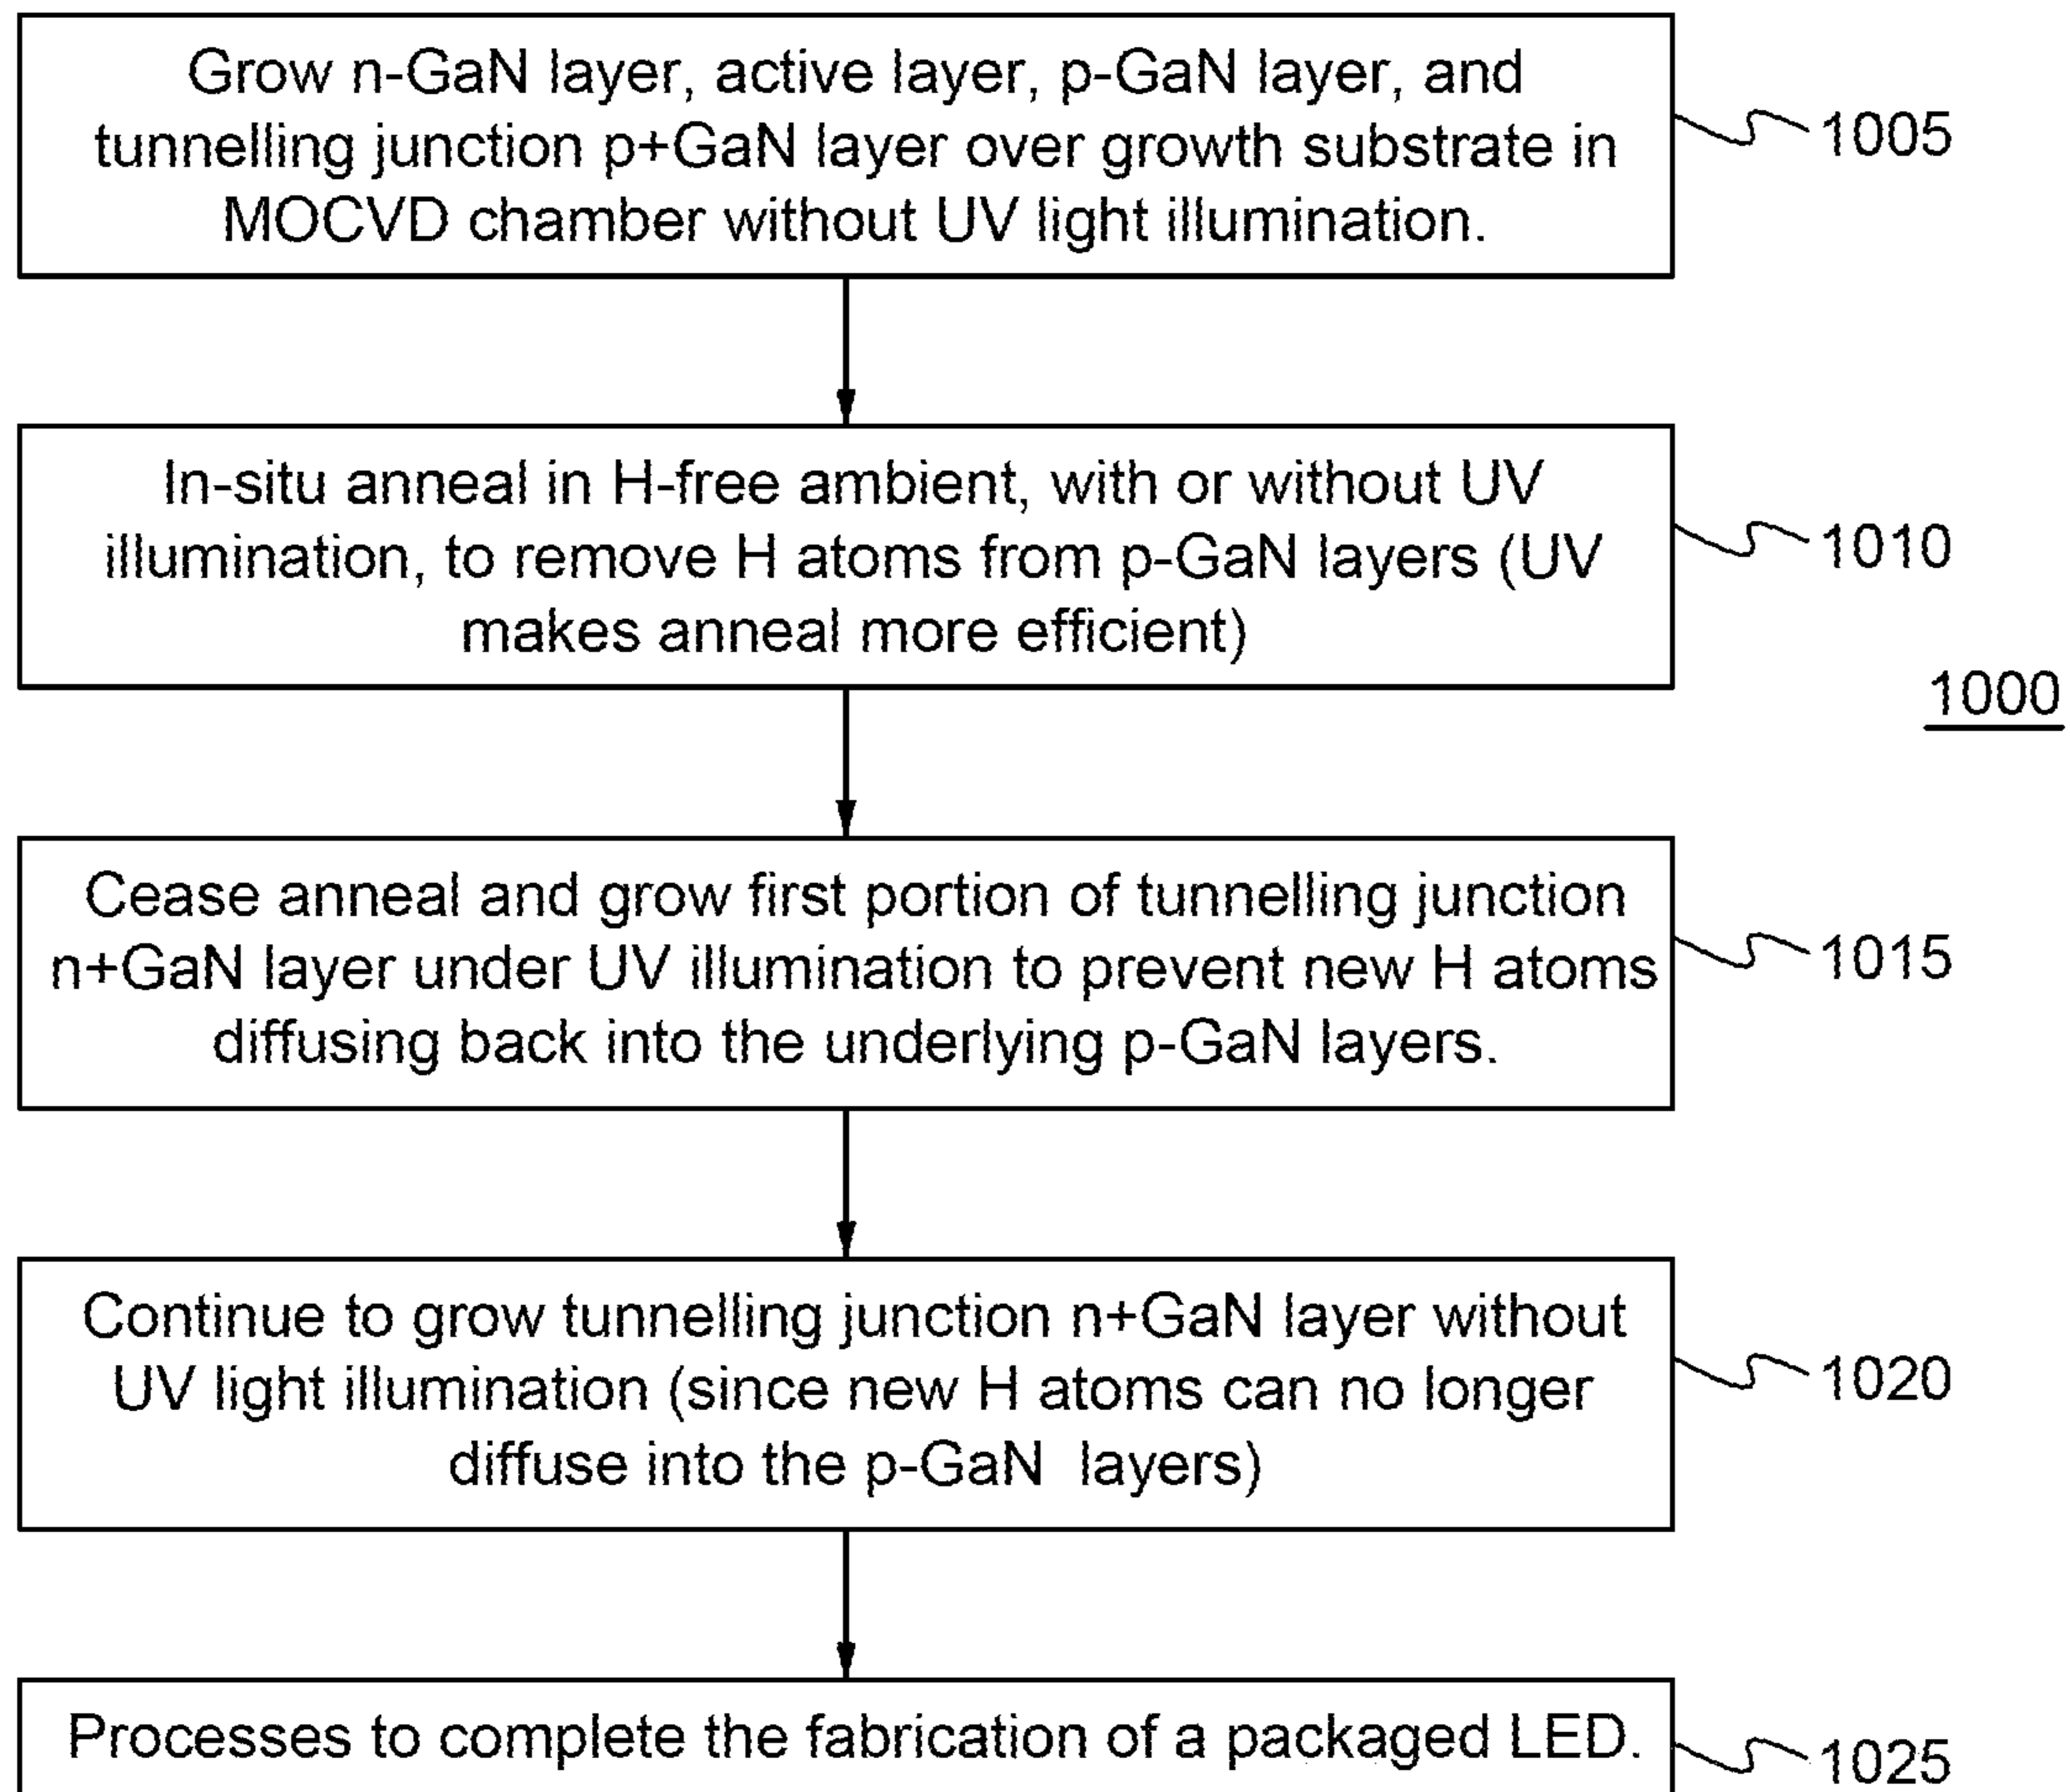 Grow n-GaN layer, active layer, p-GaN layer, and
tunnelling junction p+GaN layer over growth substrate in
MOCVD chamber without UV light illumination.
1005
In-situ anneal in H-free ambient, with or without UV
illumination, to remove H atoms from p-GaN layers (UV
makes anneal more efficient)
1010
1000
Cease anneal and grow first portion of tunnelling junction
n+GaN layer under UV illumination to prevent new H atoms
diffusing back into the underlying p-GaN layers.
1015
Continue to grow tunnelling junction n+GaN layer without
UV light illumination (since new H atoms can no longer
diffuse into the p-GaN layers)
1020
Processes to complete the fabrication of a packaged LED.
1025